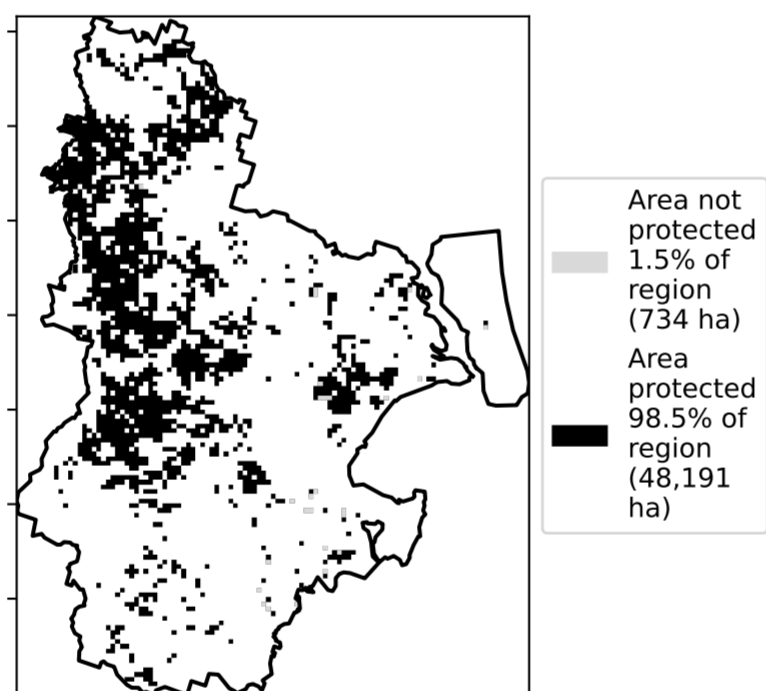 Area not
protected
1.5% of
region
(734 ha)
Area
protected
98.5% of
region
(48,191
ha)